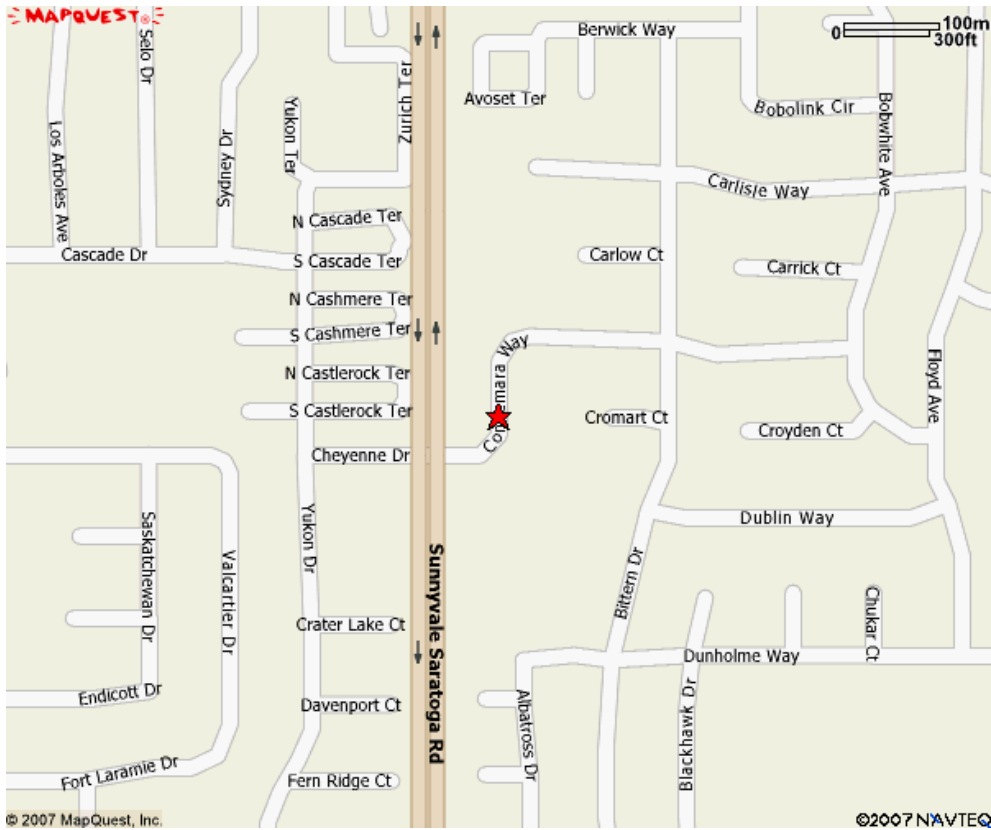 MAPQUEST®
0 100m
300ft
Selo Dr
Zurich Ter
Berwick Way
Avoset Ter
Bobolink Cir
Bobwhite Ave
Los Arboles Ave
Sydney Dr
Yukon Ter
Carlisle Way
N Cascade Ter
Cascade Dr
S Cascade Ter
Carlow Ct
Carrick Ct
N Cashmere Ter
S Cashmere Ter
Way
Floyd Ave
N Castlerock Ter
S Castlerock Ter
Cromart Ct
Croyden Ct
Cheyenne Dr
Saskatchewan Dr
Valcartier Dr
Yukon Dr
Sunnyvale Saratoga Rd
Dublin Way
Bittern Dr
Chukar Ct
Crater Lake Ct
Dunholme Way
Endicott Dr
Davenport Ct
Albatross Dr
Blackhawk Dr
Fort Laramie Dr
Fern Ridge Ct
© 2007 MapQuest, Inc.
©2007 NAVTEQ